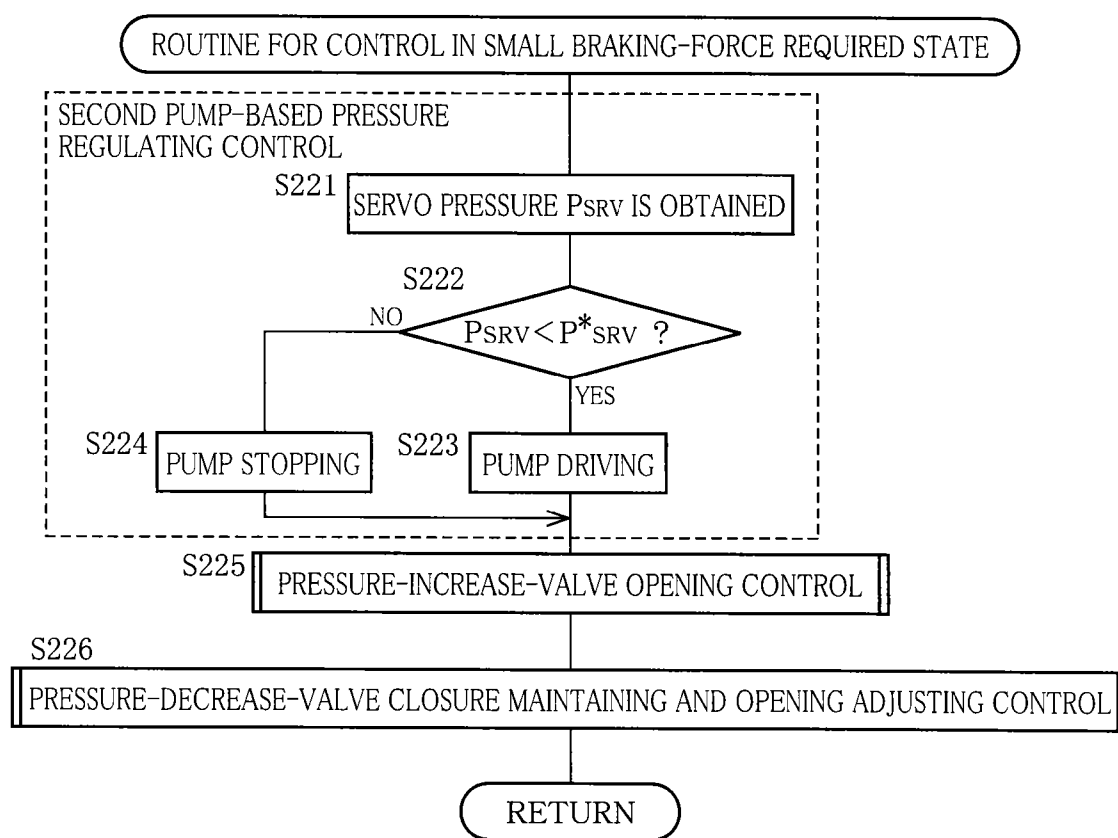 ROUTINE FOR CONTROL IN SMALL BRAKING-FORCE REQUIRED STATE
SECOND PUMP-BASED PRESSURE
REGULATING CONTROL
S221
SERVO PRESSURE PSRV IS OBTAINED
S222
NO
PSRV<P*SRV ?
YES
S224
PUMP STOPPING
S223
PUMP DRIVING
S225
PRESSURE-INCREASE-VALVE OPENING CONTROL
S226
PRESSURE-DECREASE-VALVE CLOSURE MAINTAINING AND OPENING ADJUSTING CONTROL
RETURN